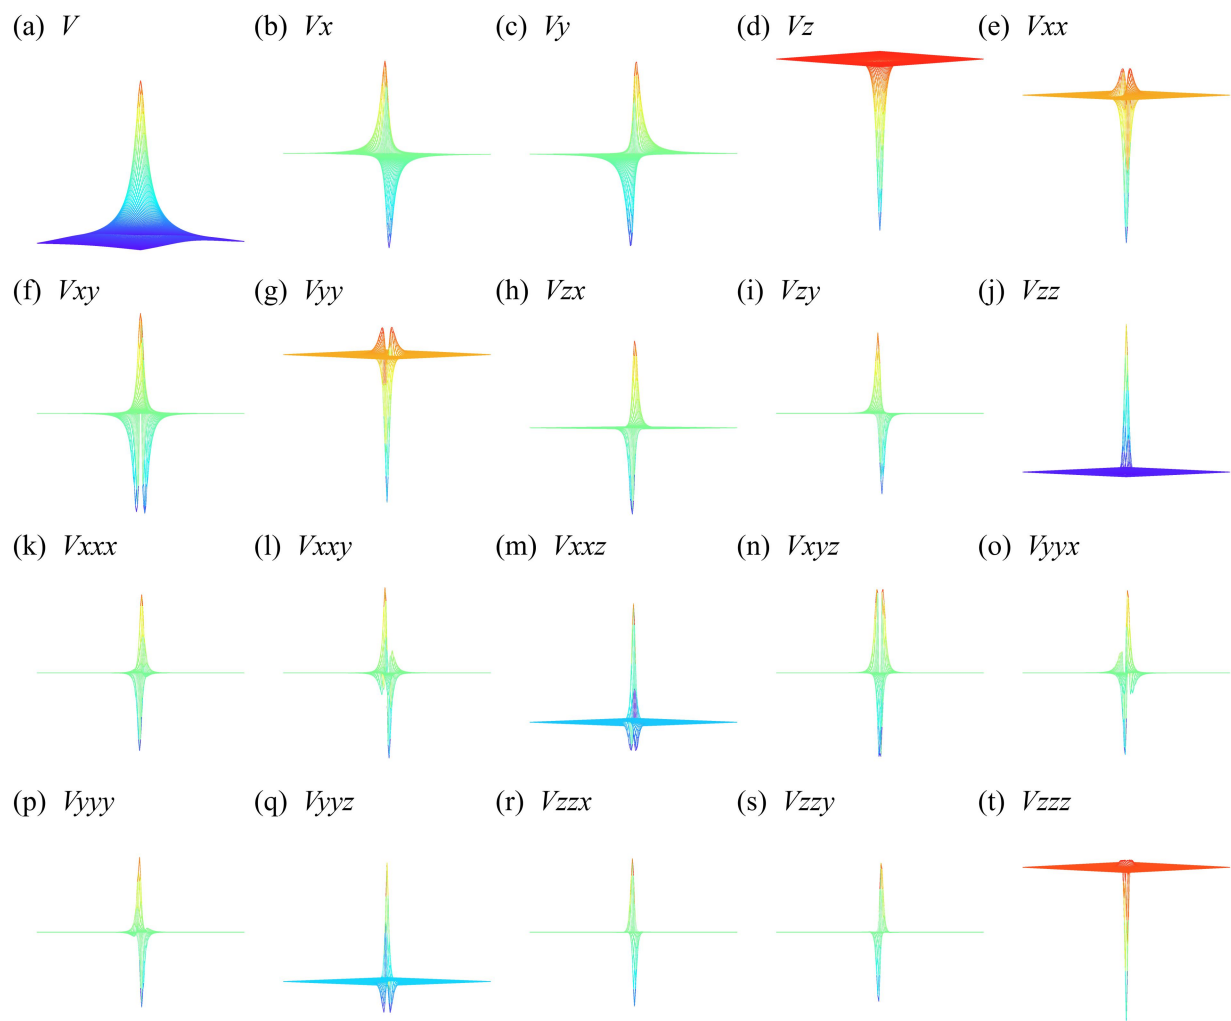 (a) V
(b) Vx
(c) Vy
(d) Vz
(e) Vxx
(f) Vxy
(g) Vyy
(h) Vzx
(i) Vzy
(j) Vzz
(k) Vxxx
(l) Vxxy
(m) Vxxz
(n) Vxyz
(o) Vyyx
(p) Vyyy
(q) Vyyz
(r) Vzzx
(s) Vzzy
(t) Vzzz